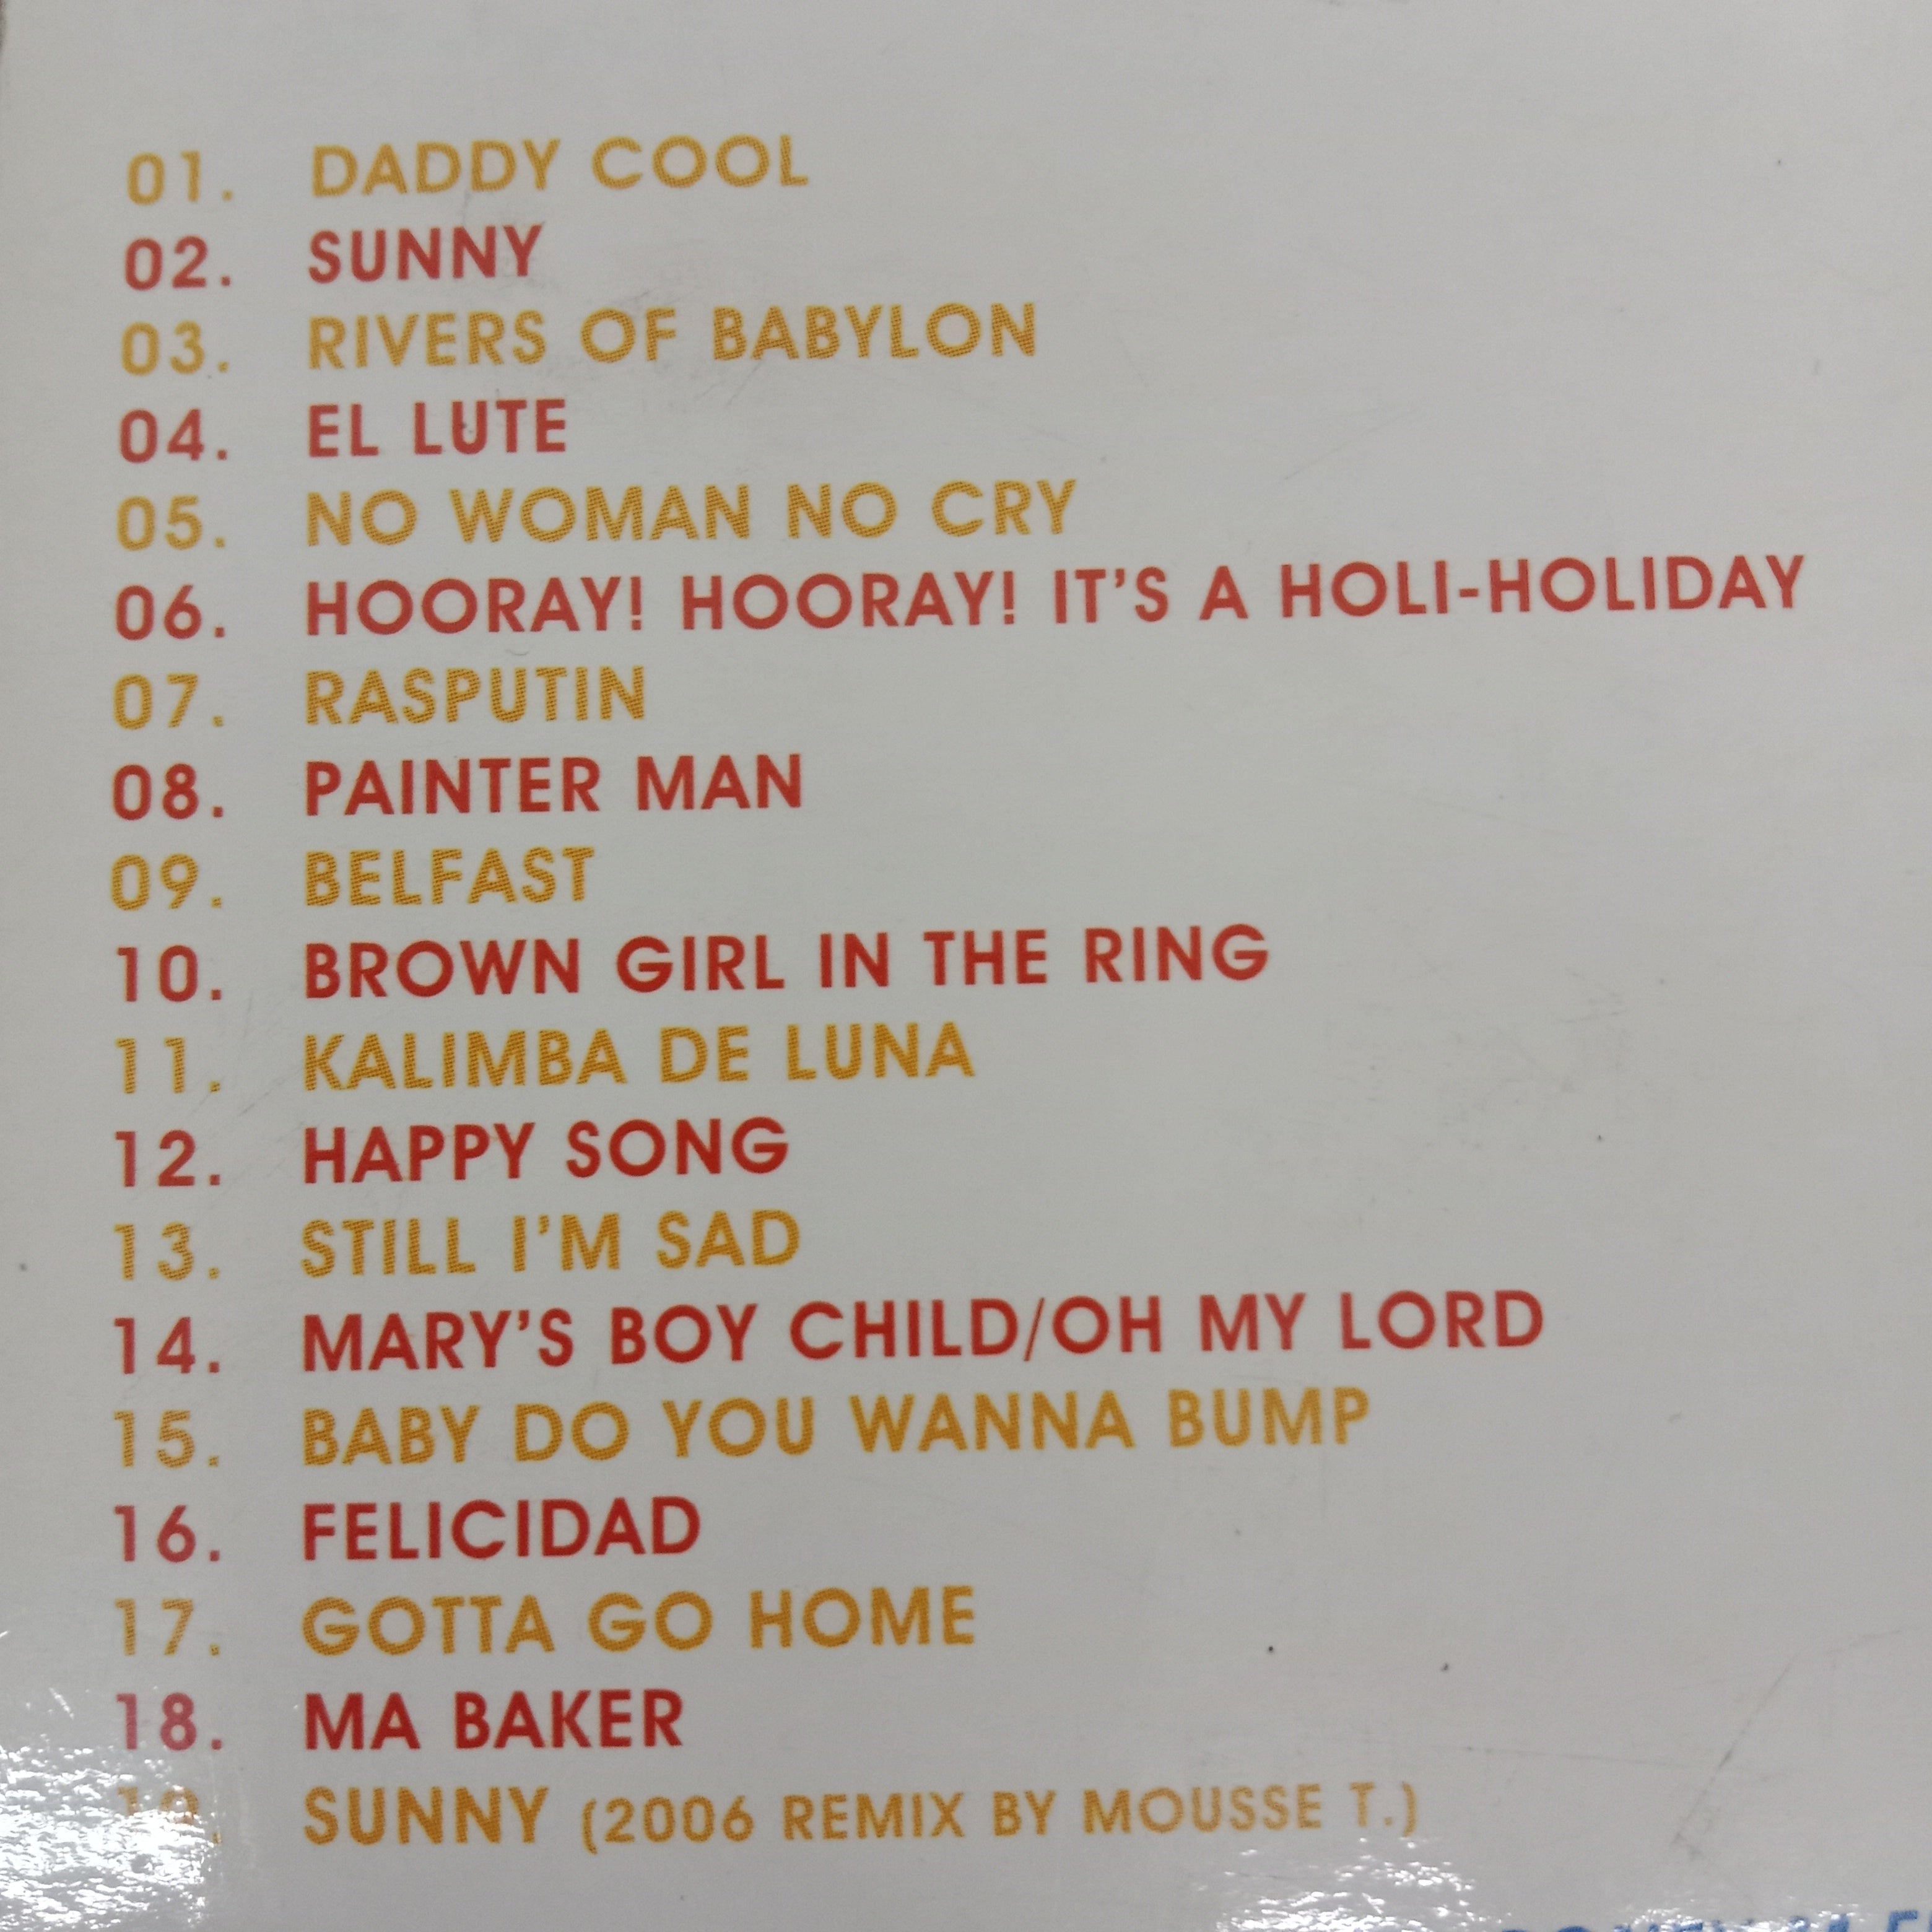 01. DADDY COOL
02. SUNNY
03. RIVERS OF BABYLON
04. EL LUTE
05. NO WOMAN NO CRY
06. HOORAY! HOORAY! IT'S A HOLI-HOLIDAY
07. RASPUTIN
08. PAINTER MAN
09. BELFAST
10. BROWN GIRL IN THE RING
11. KALIMBA DE LUNA
12. HAPPY SONG
13. STILL I'M SAD
14. MARY'S BOY CHILD/OH MY LORD
15. BABY DO YOU WANNA BUMP
16. FELICIDAD
17. GOTTA GO HOME
18. MA BAKER
19. SUNNY (2006 REMIX BY MOUSSE T.)